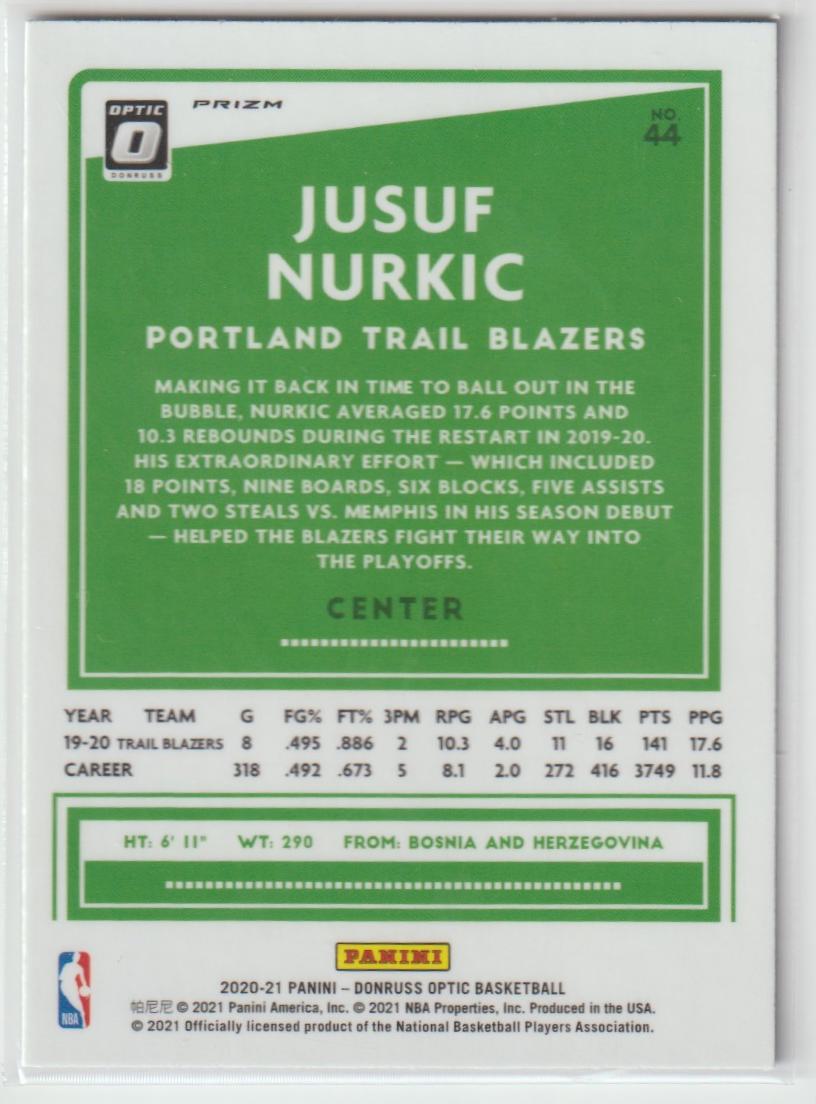 OPTIC
O
DONRUSS
PRIZM
NO.
44
JUSUF
NURKIC
PORTLAND TRAIL BLAZERS
MAKING IT BACK IN TIME TO BALL OUT IN THE
BUBBLE, NURKIC AVERAGED 17.6 POINTS AND
10.3 REBOUNDS DURING THE RESTART IN 2019-20.
HIS EXTRAORDINARY EFFORT — WHICH INCLUDED
18 POINTS, NINE BOARDS, SIX BLOCKS, FIVE ASSISTS
AND TWO STEALS VS. MEMPHIS IN HIS SEASON DEBUT
— HELPED THE BLAZERS FIGHT THEIR WAY INTO
THE PLAYOFFS.
CENTER
YEAR TEAM G FG% FT% 3PM RPG APG STL BLK PTS PPG
19-20 TRAIL BLAZERS 8 .495 .886 2 10.3 4.0 11 16 141 17.6
CAREER 318 .492 .673 5 8.1 2.0 272 416 3749 11.8
HT: 6' 11" WT: 290 FROM: BOSNIA AND HERZEGOVINA
PANINI
NBA
2020-21 PANINI – DONRUSS OPTIC BASKETBALL
帕尼尼 © 2021 Panini America, Inc. © 2021 NBA Properties, Inc. Produced in the USA.
© 2021 Officially licensed product of the National Basketball Players Association.